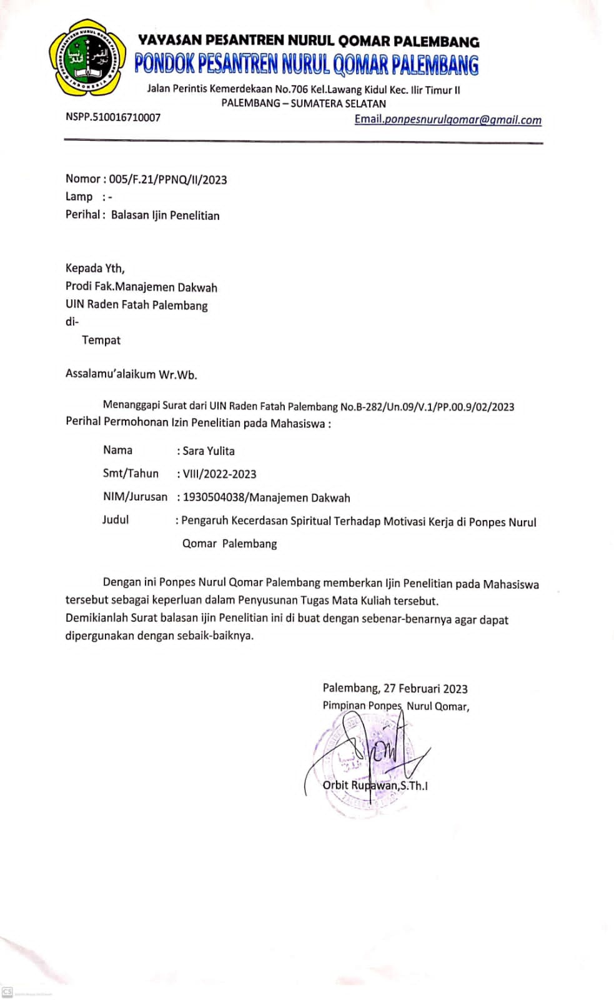 YAYASAN PESANTREN NURUL QOMAR PALEMBANG
PONDOK PESANTREN NURUL QOMAR PALEMBANG
Jalan Perintis Kemerdekaan No.706 Kel.Lawang Kidul Kec. Ilir Timur II
PALEMBANG – SUMATERA SELATAN
NSPP.510016710007
Email.ponpesnurulqomar@gmail.com
Nomor : 005/F.21/PPNQ/II/2023
Lamp : -
Perihal : Balasan Ijin Penelitian
Kepada Yth,
Prodi Fak.Manajemen Dakwah
UIN Raden Fatah Palembang
di-
Tempat
Assalamu'alaikum Wr.Wb.
Menanggapi Surat dari UIN Raden Fatah Palembang No.B-282/Un.09/V.1/PP.00.9/02/2023
Perihal Permohonan Izin Penelitian pada Mahasiswa :
Nama : Sara Yulita
Smt/Tahun : VIII/2022-2023
NIM/Jurusan : 1930504038/Manajemen Dakwah
Judul : Pengaruh Kecerdasan Spiritual Terhadap Motivasi Kerja di Ponpes Nurul
Qomar Palembang
Dengan ini Ponpes Nurul Qomar Palembang memberkan Ijin Penelitian pada Mahasiswa
tersebut sebagai keperluan dalam Penyusunan Tugas Mata Kuliah tersebut.
Demikianlah Surat balasan ijin Penelitian ini di buat dengan sebenar-benarnya agar dapat
dipergunakan dengan sebaik-baiknya.
Palembang, 27 Februari 2023
Pimpinan Ponpes Nurul Qomar,
Orbit Rupawan,S.Th.I
CS